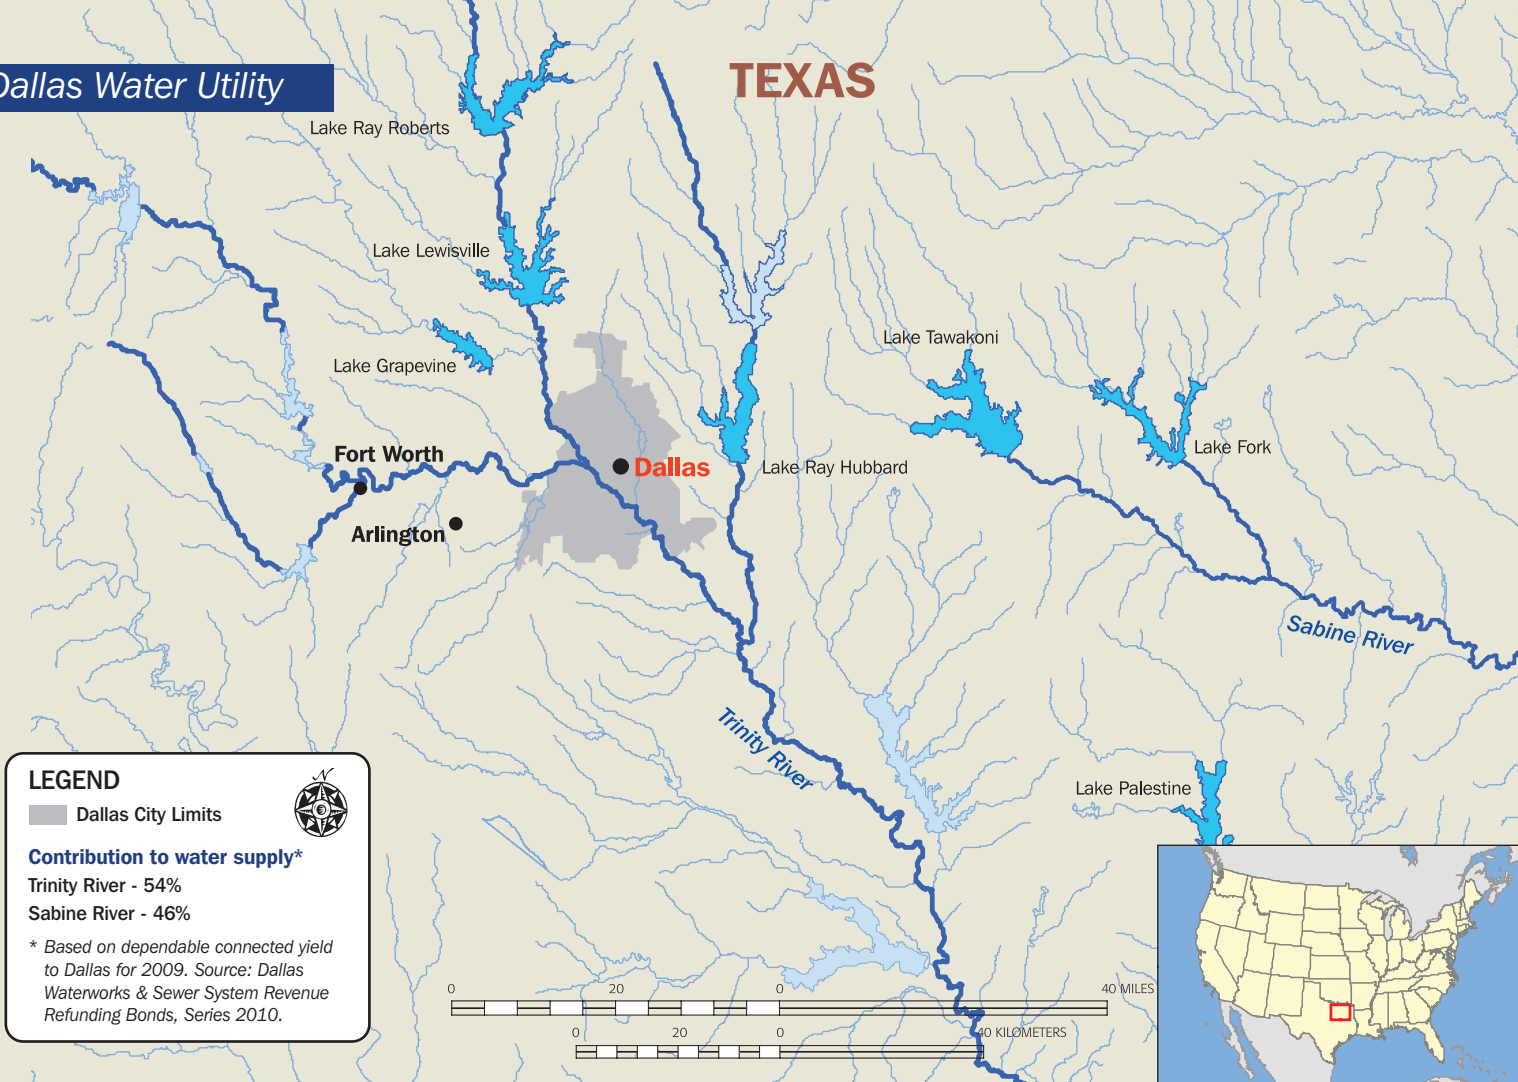 Dallas Water Utility
TEXAS
Lake Ray Roberts
Lake Lewisville
Lake Grapevine
Lake Tawakoni
Lake Fork
Fort Worth
Dallas
Lake Ray Hubbard
Arlington
Sabine River
Trinity River
Lake Palestine
LEGEND
N
Dallas City Limits
Contribution to water supply*
Trinity River - 54%
Sabine River - 46%
* Based on dependable connected yield
to Dallas for 2009. Source: Dallas
Waterworks & Sewer System Revenue
Refunding Bonds, Series 2010.
0 20 0 40 MILES
0 20 0 40 KILOMETERS